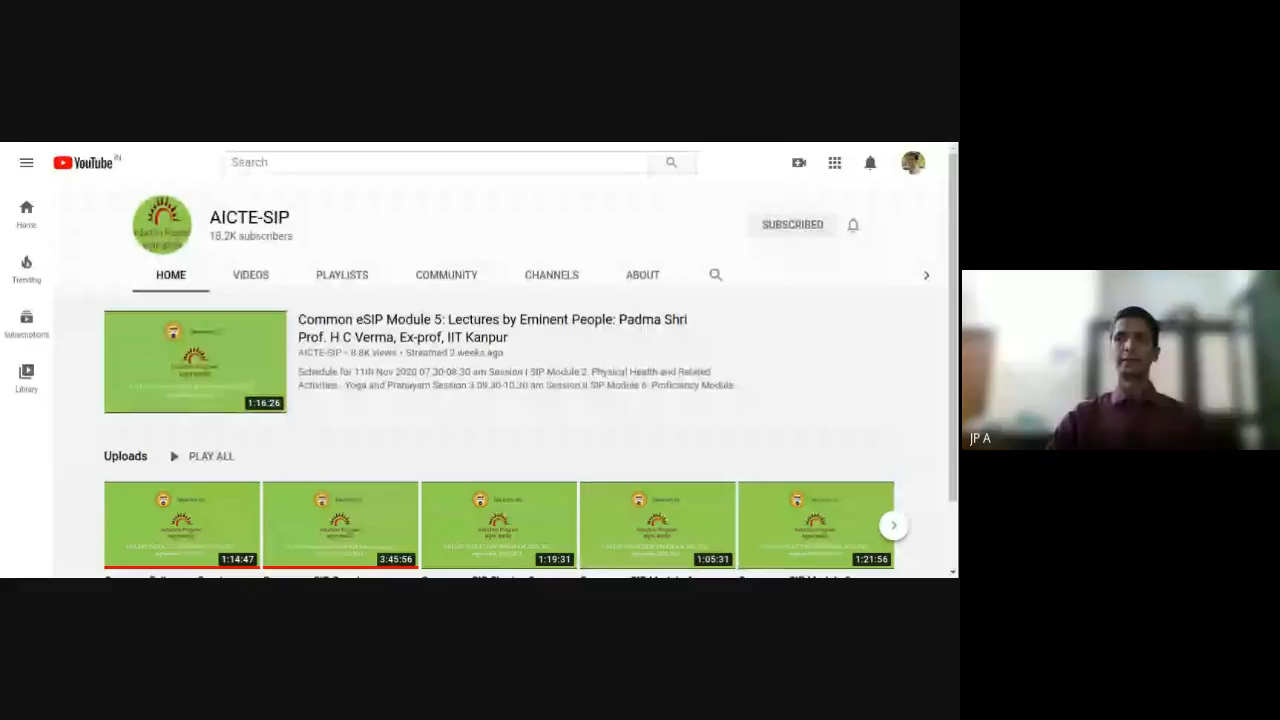 YouTube IN
Search
Home
Trending
Subscriptions
Library
AICTE-SIP
18.2K subscribers
SUBSCRIBED
HOME VIDEOS PLAYLISTS COMMUNITY CHANNELS ABOUT
Common eSIP Module 5: Lectures by Eminent People: Padma Shri
Prof. H C Verma, Ex-prof, IIT Kanpur
AICTE-SIP • 8.8K views • Streamed 2 weeks ago
Schedule for 11th Nov 2020 07.30-08.30 am Session I SIP Module 2: Physical Health and Related
Activities: Yoga and Pranayam Session 3 09.30-10.30 am Session II SIP Module 6: Proficiency Module
1:16:26
Uploads PLAY ALL
1:14:47
3:45:56
1:19:31
1:05:31
1:21:56
JP A